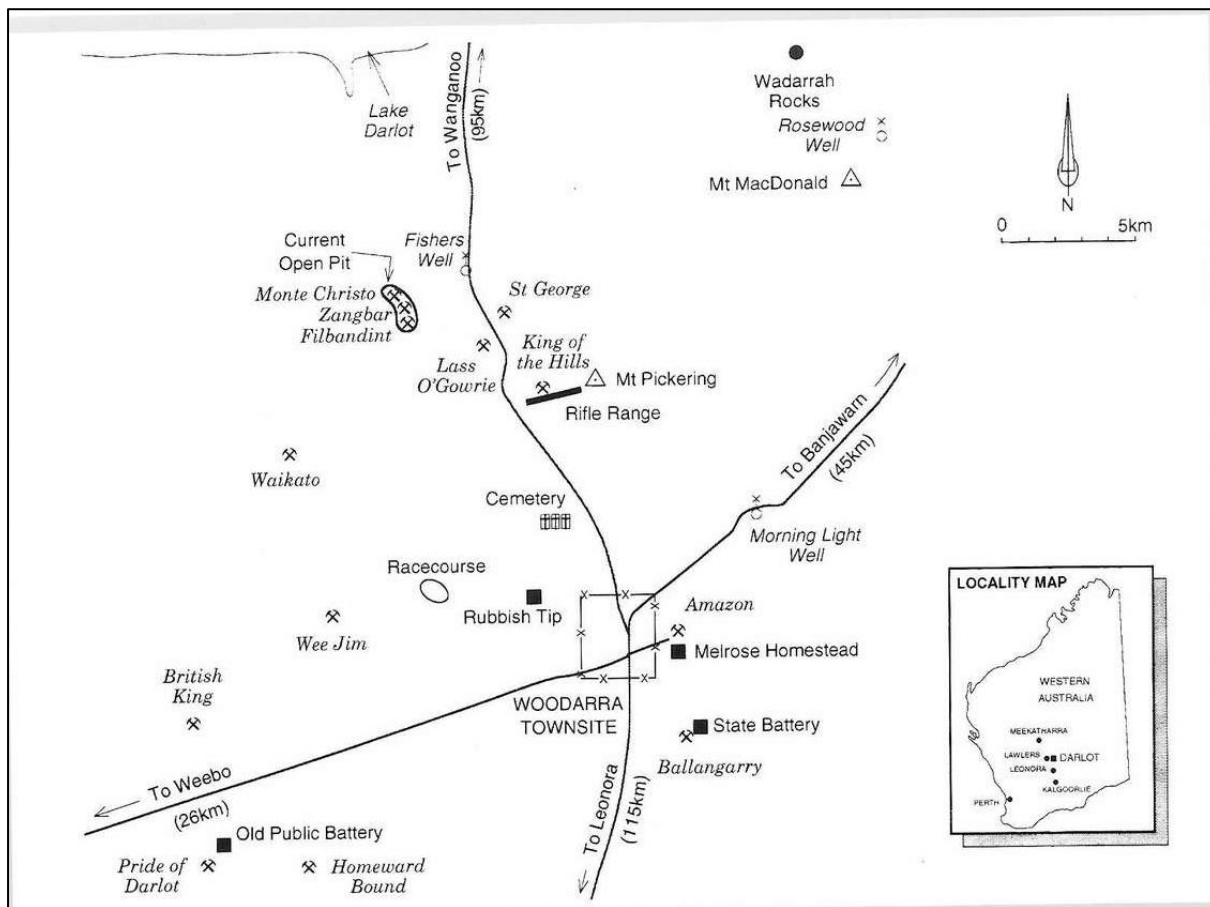 Lake
Darlot
To Wanganoo
(95km)
Wadarrah
Rocks
Rosewood
Well
Mt MacDonald
N
0
5km
Current
Open Pit
Fishers
Well
Monte Christo
Zangbar
Filbandint
St George
King of
the Hills
Lass
O'Gowrie
Mt Pickering
Rifle Range
To Banjawarn
(45km)
Waikato
Cemetery
Morning Light
Well
Racecourse
Rubbish Tip
Amazon
Wee Jim
Melrose Homestead
British
King
WOODARRA
TOWNSITE
State Battery
Ballangarry
To Weebo
(26km)
To Leonora
(115km)
Old Public Battery
Pride of
Darlot
Homeward
Bound
LOCALITY MAP
WESTERN
AUSTRALIA
MEEKATHARRA
LAWLERS
DARLOT
LEONORA
KALGOORLIE
PERTH